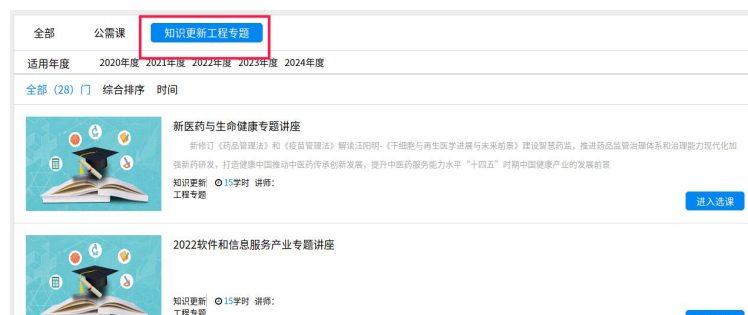 全部 公需课 知识更新工程专题
适用年度 2020年度 2021年度 2022年度 2023年度 2024年度
全部（28）门 综合排序 时间
新医药与生命健康专题讲座
新修订《药品管理法》和《疫苗管理法》解读汪阳明-《干细胞与再生医学进展与未来前景》建设智慧药监，推进药品监管治理体系和治理能力现代化加
强新药研发，打造健康中国推动中医药传承创新发展，提升中医药服务能力水平“十四五”时期中国健康产业的发展前景
知识更新 15学时 讲师：
工程专题
进入选课
2022软件和信息服务产业专题讲座
知识更新 15学时 讲师：
工程专题